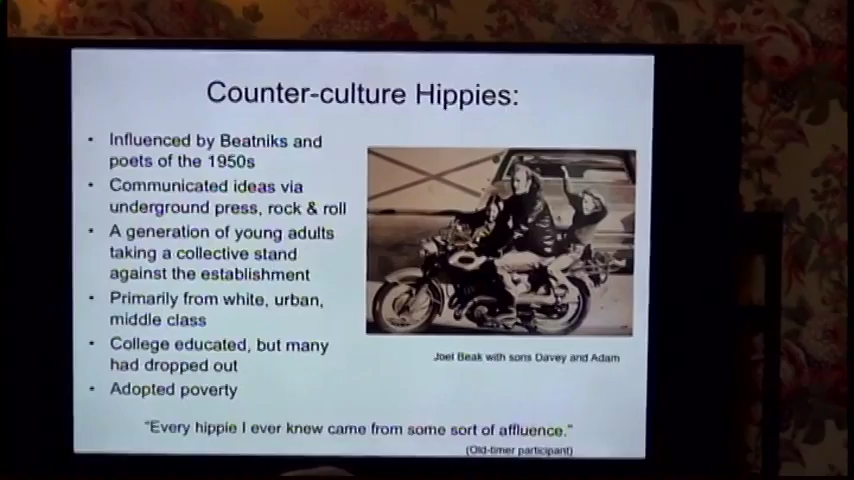 Counter-culture Hippies:
• Influenced by Beatniks and
poets of the 1950s
• Communicated ideas via
underground press, rock & roll
• A generation of young adults
taking a collective stand
against the establishment
• Primarily from white, urban,
middle class
• College educated, but many
had dropped out
• Adopted poverty
Joel Beak with sons Davey and Adam
"Every hippie I ever knew came from some sort of affluence."
(Old-timer participant)